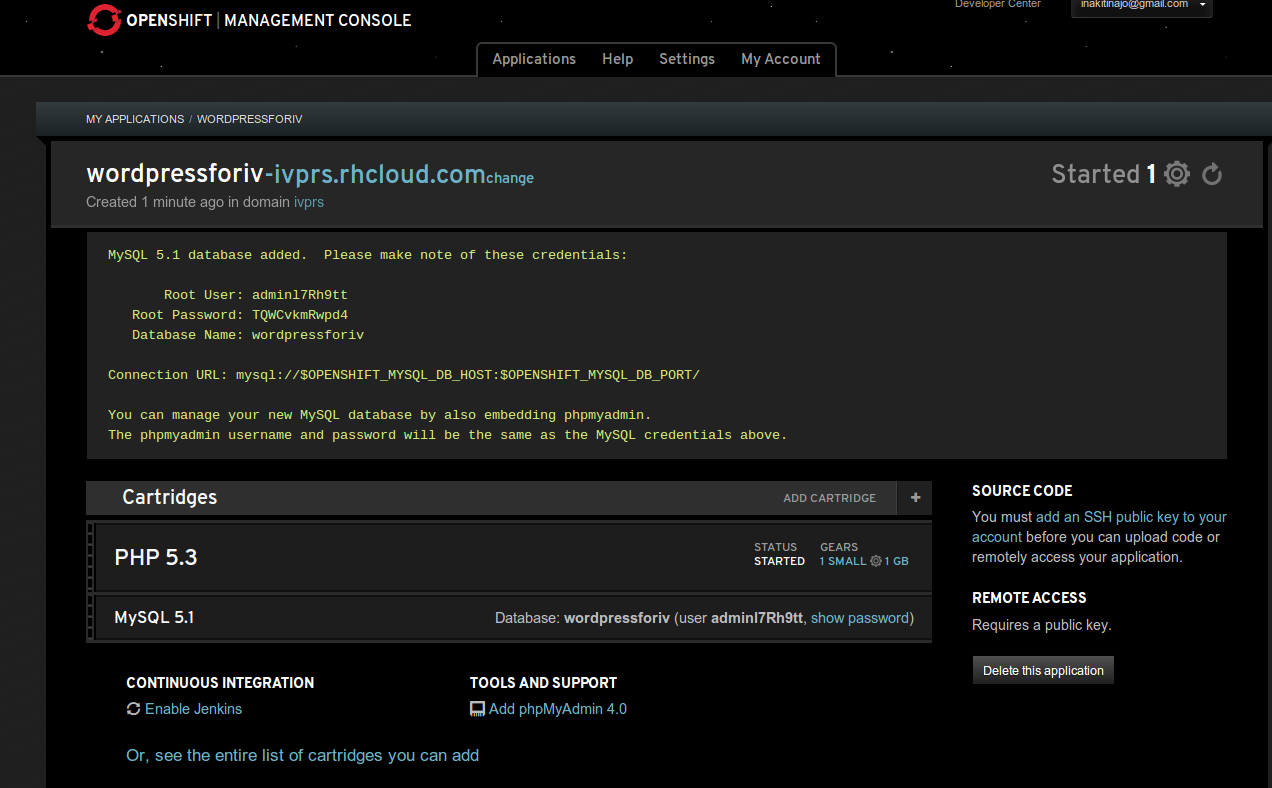 Developer Center
inakitinajo@gmail.com
OPENSHIFT | MANAGEMENT CONSOLE
Applications Help Settings My Account
MY APPLICATIONS / WORDPRESSFORIV
wordpressforiv-ivprs.rhcloud.com change
Started 1
Created 1 minute ago in domain ivprs
MySQL 5.1 database added.  Please make note of these credentials:
Root User: adminl7Rh9tt
Root Password: TQWCvkmRwpd4
Database Name: wordpressforiv
Connection URL: mysql://$OPENSHIFT_MYSQL_DB_HOST:$OPENSHIFT_MYSQL_DB_PORT/
You can manage your new MySQL database by also embedding phpmyadmin.
The phpmyadmin username and password will be the same as the MySQL credentials above.
Cartridges
ADD CARTRIDGE +
PHP 5.3
STATUS GEARS
STARTED 1 SMALL 1 GB
MySQL 5.1
Database: wordpressforiv (user adminl7Rh9tt, show password)
CONTINUOUS INTEGRATION
Enable Jenkins
TOOLS AND SUPPORT
Add phpMyAdmin 4.0
Or, see the entire list of cartridges you can add
SOURCE CODE
You must add an SSH public key to your
account before you can upload code or
remotely access your application.
REMOTE ACCESS
Requires a public key.
Delete this application